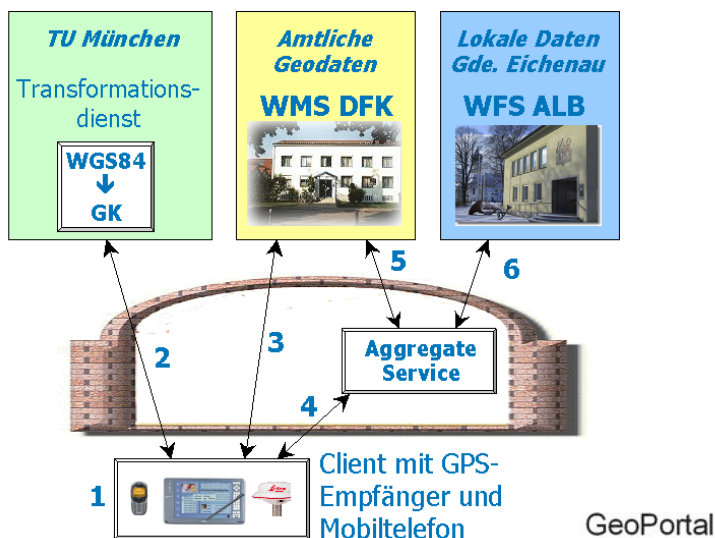 TU München
Transformations-
dienst
WGS84
GK
Amtliche
Geodaten
WMS DFK
Lokale Daten
Gde. Eichenau
WFS ALB
5
6
2
3
Aggregate
Service
4
1
Client mit GPS-
Empfänger und
Mobiltelefon
GeoPortal